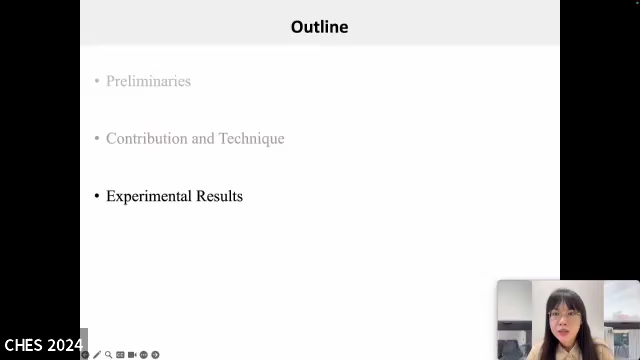 Outline
• Preliminaries
• Contribution and Technique
• Experimental Results
CHES 2024